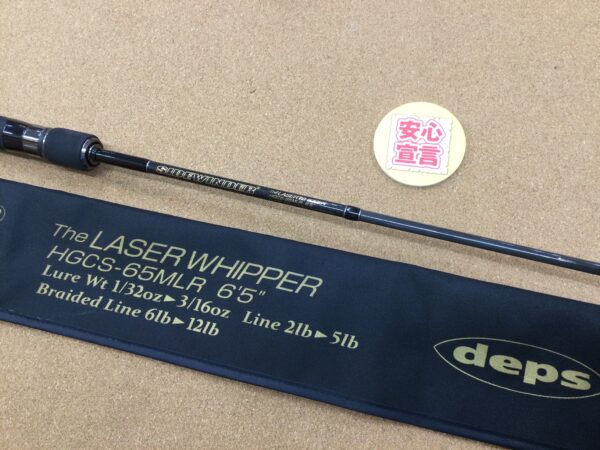 安心
宣言
SIDEWINDER
The LASER WHIPPER
HGCS-65MLR 6'5"
Lure Wt 1/32oz►3/16oz Line 2lb►5lb
Braided Line 6lb►12lb
deps